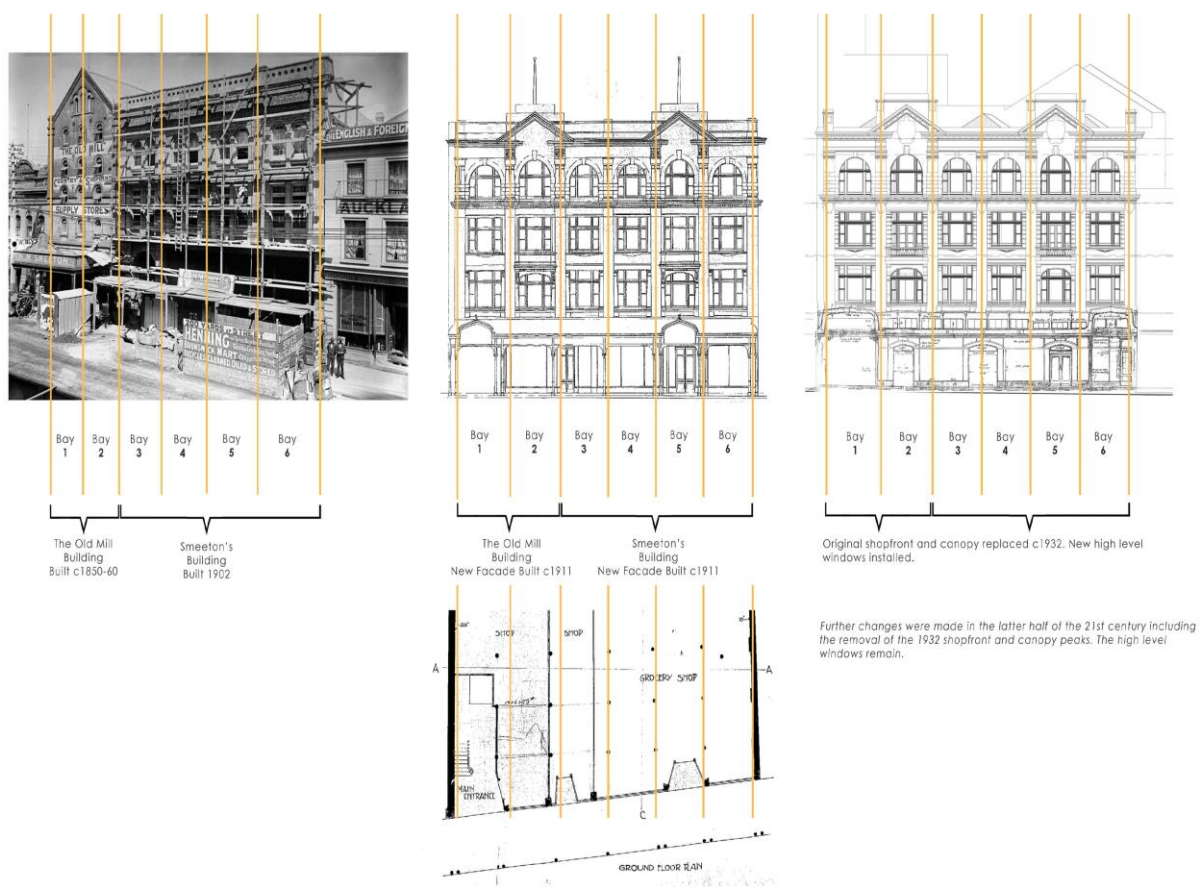 THE OLD MILL
SUPPLY STORES
THE ENGLISH & FOREIGN
AUCKLA
HENNING
Bay
1
Bay
2
Bay
3
Bay
4
Bay
5
Bay
6
The Old Mill
Building
Built c1850-60
Smeeton's
Building
Built 1902
Bay
1
Bay
2
Bay
3
Bay
4
Bay
5
Bay
6
The Old Mill
Building
New Facade Built c1911
Smeeton's
Building
New Facade Built c1911
Bay
1
Bay
2
Bay
3
Bay
4
Bay
5
Bay
6
Original shopfront and canopy replaced c1932. New high level
windows installed.
Further changes were made in the latter half of the 21st century including
the removal of the 1932 shopfront and canopy peaks. The high level
windows remain.
SHOP
SHOP
A
A
GROCERY SHOP
MAIN
ENTRANCE
C
GROUND FLOOR PLAN